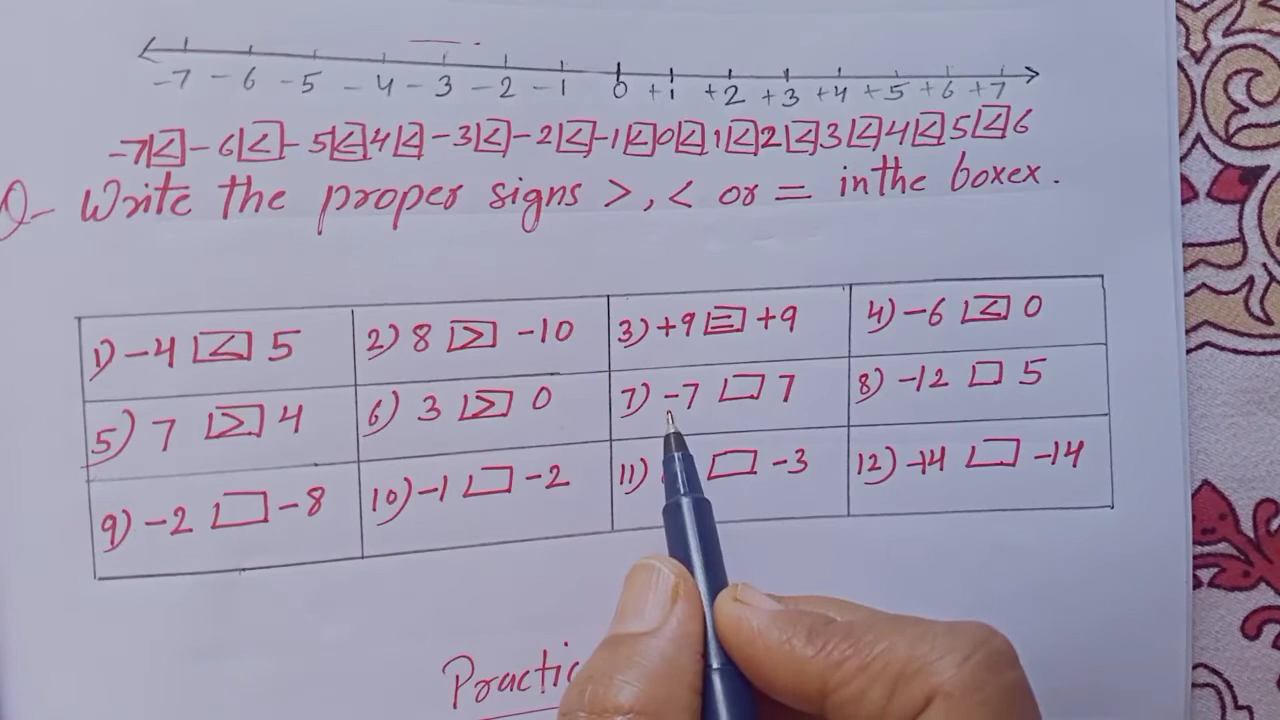 -7 -6 -5 -4 -3 -2 -1 0 +1 +2 +3 +4 +5 +6 +7
-7 < -6 < -5 < 4 < -3 < -2 < -1 < 0 < 1 < 2 < 3 < 4 < 5 < 6
Q- Write the proper signs >, < or = in the boxex.
1) -4 < 5 2) 8 > -10 3) +9 = +9 4) -6 < 0
5) 7 > 4 6) 3 > 0 7) -7 □ 7 8) -12 □ 5
9) -2 □ -8 10) -1 □ -2 11) □ -3 12) -14 □ -14